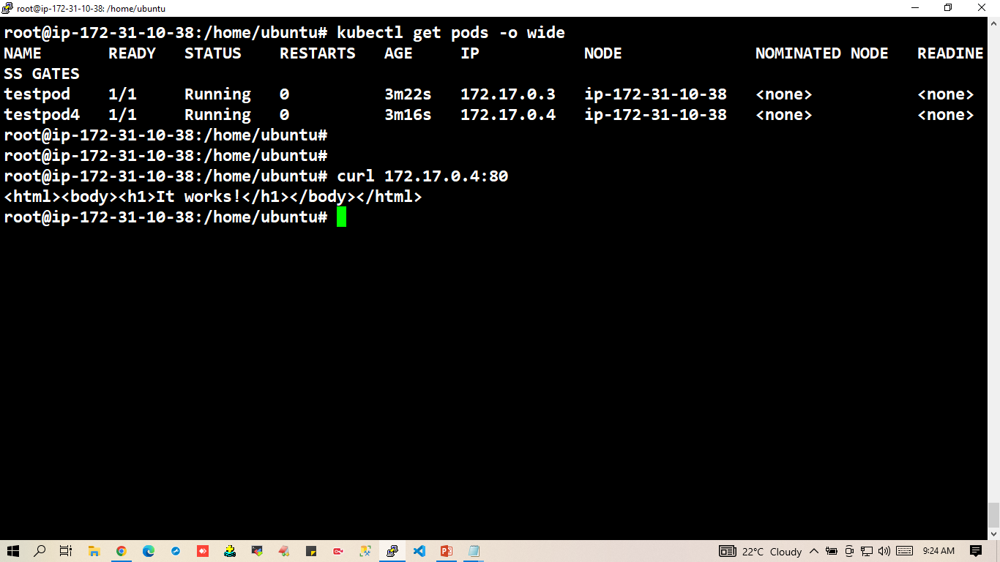 root@ip-172-31-10-38: /home/ubuntu
root@ip-172-31-10-38:/home/ubuntu# kubectl get pods -o wide
NAME READY STATUS RESTARTS AGE IP NODE NOMINATED NODE READINE
SS GATES
testpod 1/1 Running 0 3m22s 172.17.0.3 ip-172-31-10-38 <none> <none>
testpod4 1/1 Running 0 3m16s 172.17.0.4 ip-172-31-10-38 <none> <none>
root@ip-172-31-10-38:/home/ubuntu#
root@ip-172-31-10-38:/home/ubuntu#
root@ip-172-31-10-38:/home/ubuntu# curl 172.17.0.4:80
<html><body><h1>It works!</h1></body></html>
root@ip-172-31-10-38:/home/ubuntu#
22°C Cloudy 9:24 AM